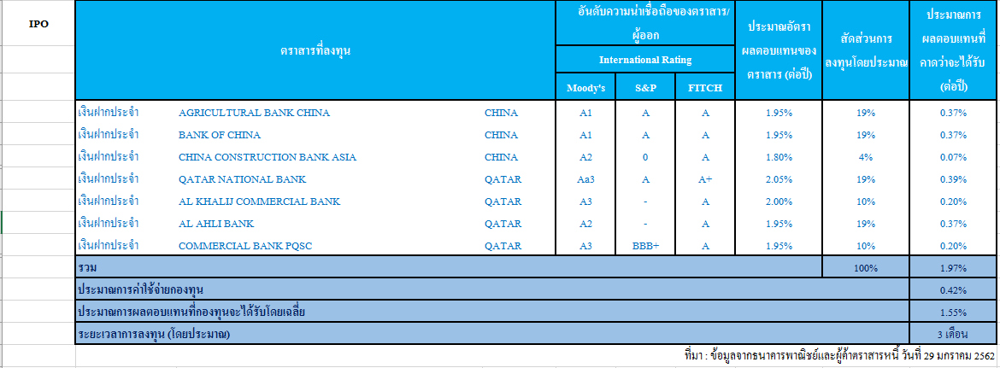 IPO
ตราสารที่ลงทุน
อันดับความน่าเชื่อถือของตราสาร/
ผู้ออก
International Rating
Moody's S&P FITCH
ประมาณอัตรา
ผลตอบแทนของ
ตราสาร (ต่อปี)
สัดส่วนการ
ลงทุนโดยประมาณ
ประมาณการ
ผลตอบแทนที่
คาดว่าจะได้รับ
(ต่อปี)
เงินฝากประจำ AGRICULTURAL BANK CHINA CHINA A1 A A 1.95% 19% 0.37%
เงินฝากประจำ BANK OF CHINA CHINA A1 A A 1.95% 19% 0.37%
เงินฝากประจำ CHINA CONSTRUCTION BANK ASIA CHINA A2 0 A 1.80% 4% 0.07%
เงินฝากประจำ QATAR NATIONAL BANK QATAR Aa3 A A+ 2.05% 19% 0.39%
เงินฝากประจำ AL KHALIJ COMMERCIAL BANK QATAR A3 - A 2.00% 10% 0.20%
เงินฝากประจำ AL AHLI BANK QATAR A2 - A 1.95% 19% 0.37%
เงินฝากประจำ COMMERCIAL BANK PQSC QATAR A3 BBB+ A 1.95% 10% 0.20%
รวม 100% 1.97%
ประมาณการค่าใช้จ่ายกองทุน 0.42%
ประมาณการผลตอบแทนที่กองทุนจะได้รับโดยเฉลี่ย 1.55%
ระยะเวลาการลงทุน (โดยประมาณ) 3 เดือน
ที่มา : ข้อมูลจากธนาคารพาณิชย์และผู้ค้าตราสารหนี้ วันที่ 29 มกราคม 2562